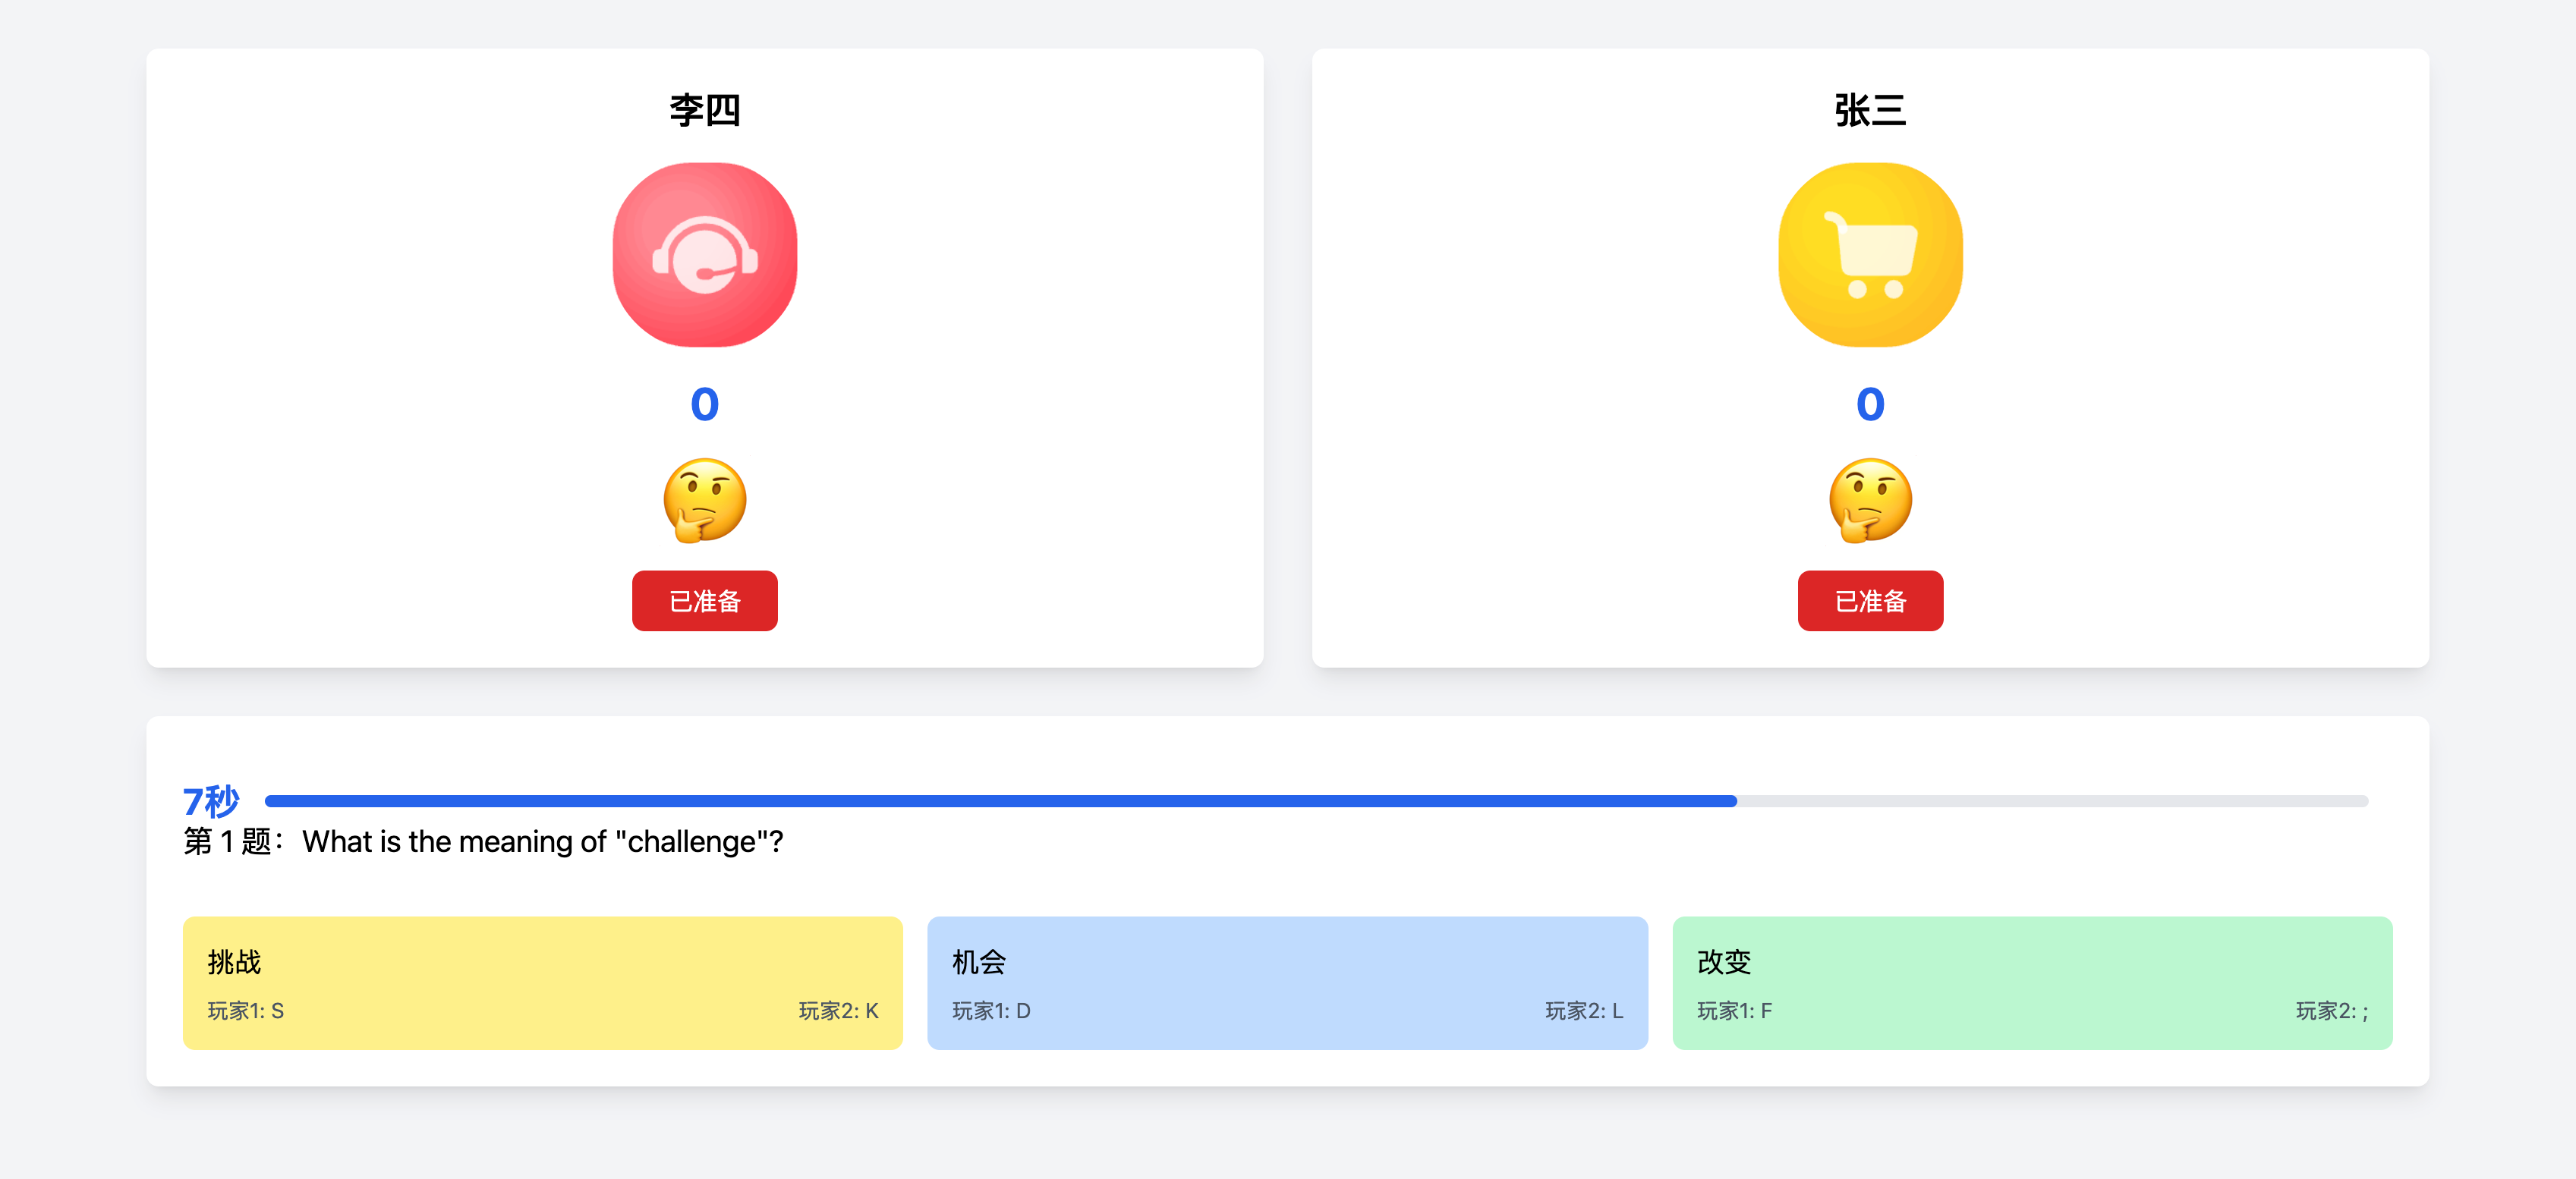 李四
0
已准备
张三
0
已准备
7秒
第 1 题：What is the meaning of "challenge"?
挑战
玩家1: S
玩家2: K
机会
玩家1: D
玩家2: L
改变
玩家1: F
玩家2: ;